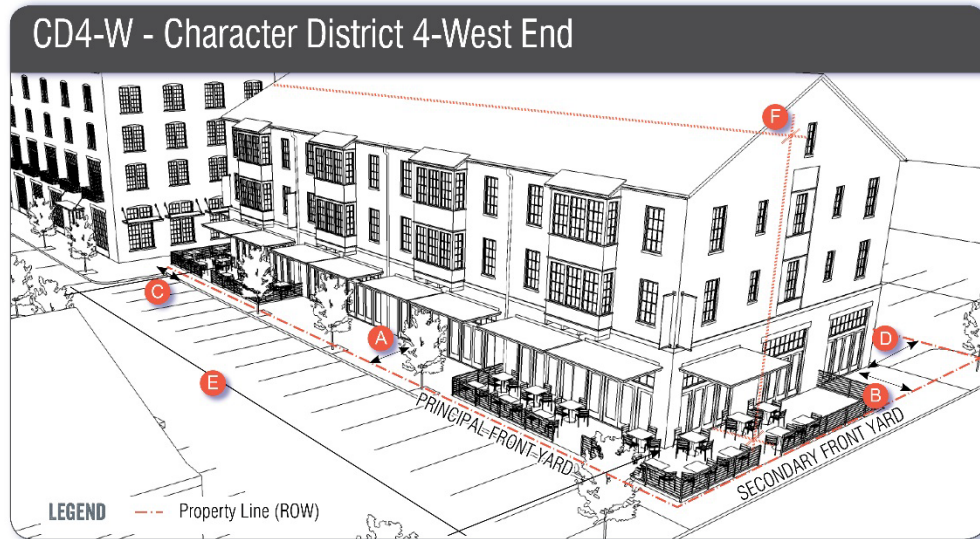 CD4-W - Character District 4-West End
F
C
A
D
E
B
PRINCIPAL FRONT YARD
SECONDARY FRONT YARD
LEGEND Property Line (ROW)